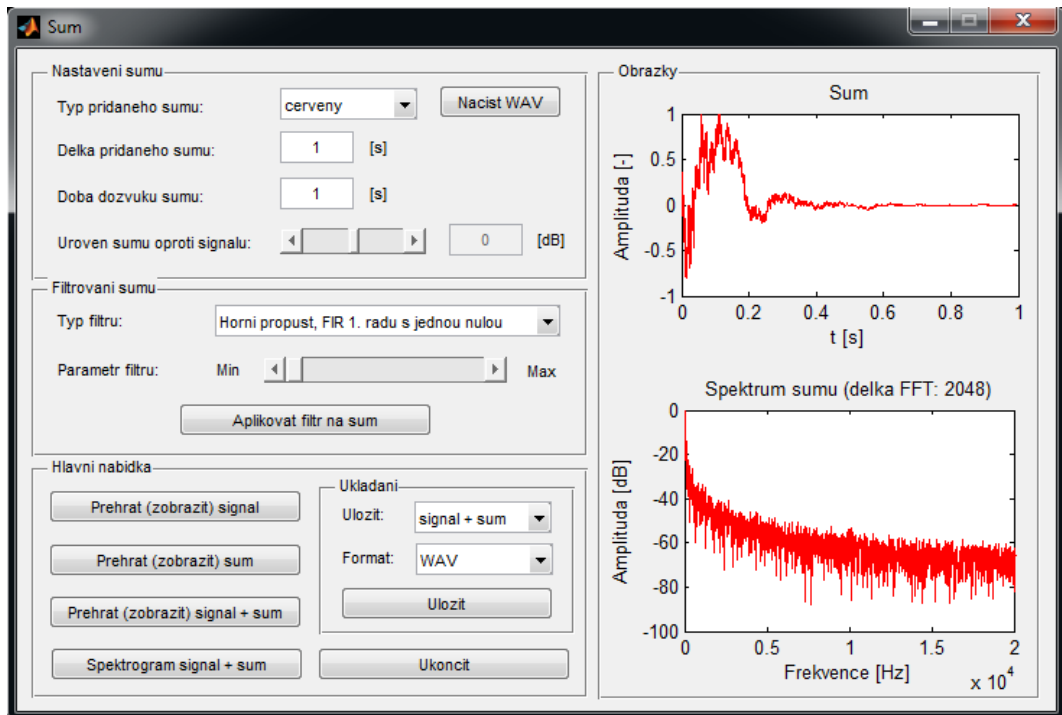 Sum
Nastaveni sumu
Typ pridaneho sumu:
cerveny
Nacist WAV
Delka pridaneho sumu:
1
[s]
Doba dozvuku sumu:
1
[s]
Uroven sumu oproti signalu:
0
[dB]
Filtrovani sumu
Typ filtru:
Horni propust, FIR 1. radu s jednou nulou
Parametr filtru:
Min
Max
Aplikovat filtr na sum
Hlavni nabidka
Prehrat (zobrazit) signal
Prehrat (zobrazit) sum
Prehrat (zobrazit) signal + sum
Spektrogram signal + sum
Ukladani
Ulozit:
signal + sum
Format:
WAV
Ulozit
Ukoncit
Obrazky
Sum
Amplituda [-]
1
0.5
0
-0.5
-1
0 0.2 0.4 0.6 0.8 1
t [s]
Spektrum sumu (delka FFT: 2048)
Amplituda [dB]
0
-20
-40
-60
-80
-100
0 0.5 1 1.5 2
Frekvence [Hz]
x 10⁴